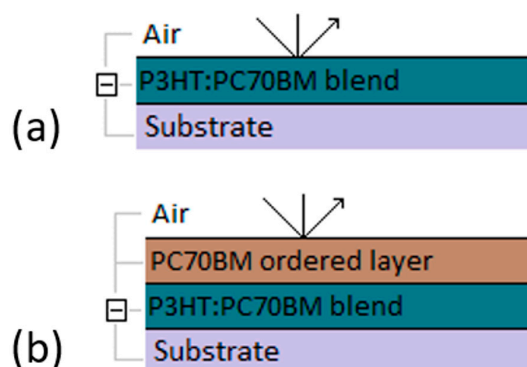 Air
P3HT:PC70BM blend
(a)
Substrate
Air
PC70BM ordered layer
P3HT:PC70BM blend
(b)
Substrate